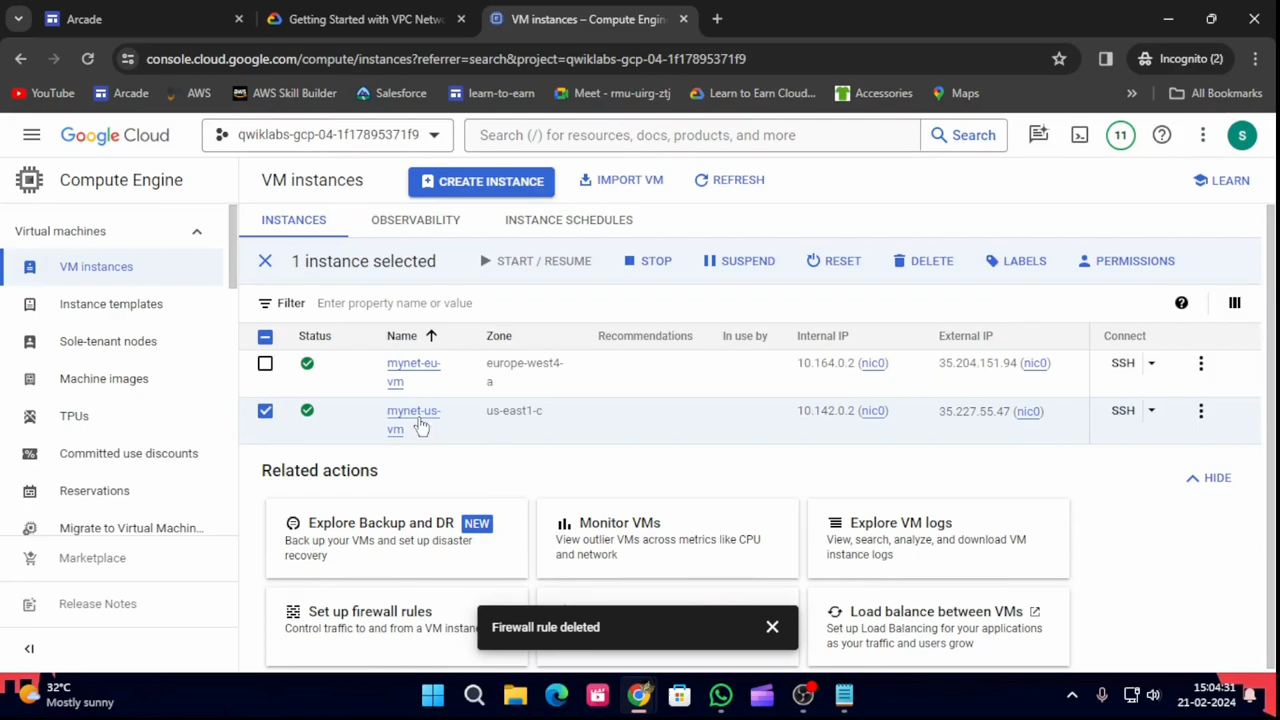 Arcade
Getting Started with VPC Netw
VM instances – Compute Engin
console.cloud.google.com/compute/instances?referrer=search&project=qwiklabs-gcp-04-1f17895371f9
Incognito (2)
YouTube
Arcade
AWS
AWS Skill Builder
Salesforce
learn-to-earn
Meet - rmu-uirg-ztj
Learn to Earn Cloud...
Accessories
Maps
All Bookmarks
Google Cloud
qwiklabs-gcp-04-1f17895371f9
Search (/) for resources, docs, products, and more
Search
11
S
Compute Engine
VM instances
CREATE INSTANCE
IMPORT VM
REFRESH
LEARN
Virtual machines
VM instances
Instance templates
Sole-tenant nodes
Machine images
TPUs
Committed use discounts
Reservations
Migrate to Virtual Machin...
Marketplace
Release Notes
INSTANCES
OBSERVABILITY
INSTANCE SCHEDULES
1 instance selected
START / RESUME
STOP
SUSPEND
RESET
DELETE
LABELS
PERMISSIONS
Filter Enter property name or value
Status
Name
Zone
Recommendations
In use by
Internal IP
External IP
Connect
mynet-eu-
vm
europe-west4-
a
10.164.0.2 (nic0)
35.204.151.94 (nic0)
SSH
mynet-us-
vm
us-east1-c
10.142.0.2 (nic0)
35.227.55.47 (nic0)
SSH
Related actions
HIDE
Explore Backup and DR NEW
Back up your VMs and set up disaster
recovery
Monitor VMs
View outlier VMs across metrics like CPU
and network
Explore VM logs
View, search, analyze, and download VM
instance logs
Set up firewall rules
Control traffic to and from a VM instan
Load balance between VMs
Set up Load Balancing for your applications
as your traffic and users grow
Firewall rule deleted
32°C
Mostly sunny
15:04:31
21-02-2024